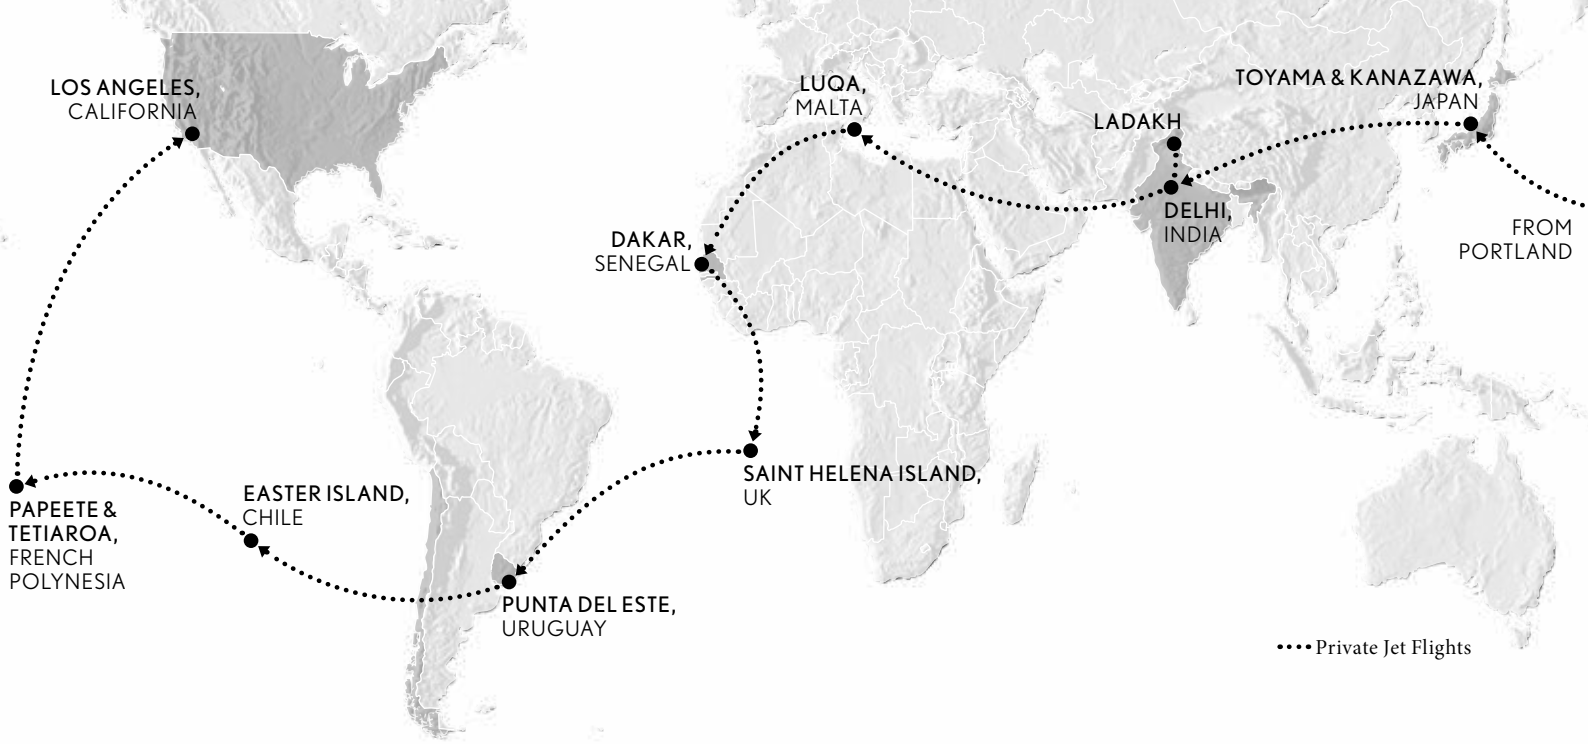 LOS ANGELES,
CALIFORNIA
LUQA,
MALTA
TOYAMA & KANAZAWA,
JAPAN
LADAKH
DELHI,
INDIA
FROM
PORTLAND
DAKAR,
SENEGAL
SAINT HELENA ISLAND,
UK
EASTER ISLAND,
CHILE
PAPEETE &
TETIAROA,
FRENCH
POLYNESIA
PUNTA DEL ESTE,
URUGUAY
Private Jet Flights